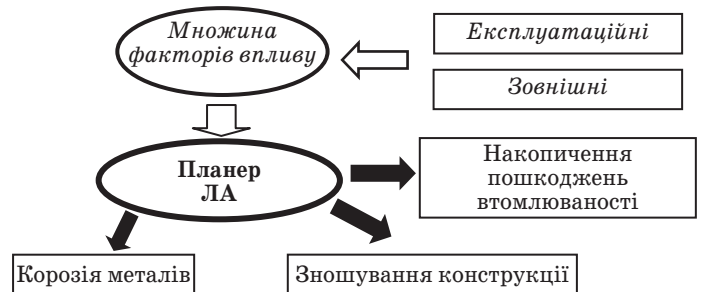 Множина
факторів впливу
Експлуатаційні
Зовнішні
Планер
ЛА
Накопичення
пошкоджень
втомлюваності
Корозія металів
Зношування конструкції